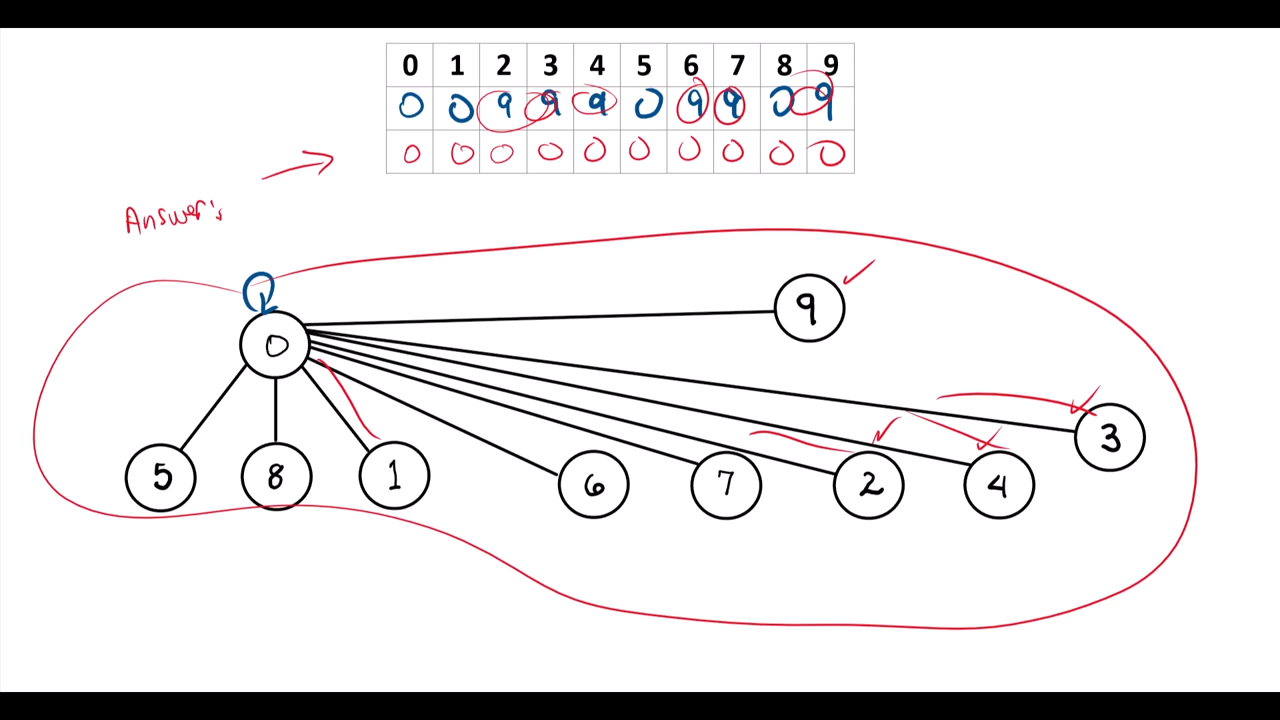 0 1 2 3 4 5 6 7 8 9
0 0 9 9 9 0 9 9 0 9
0 0 0 0 0 0 0 0 0 0
Answer:
9
0
3
5 8 1 6 7 2 4